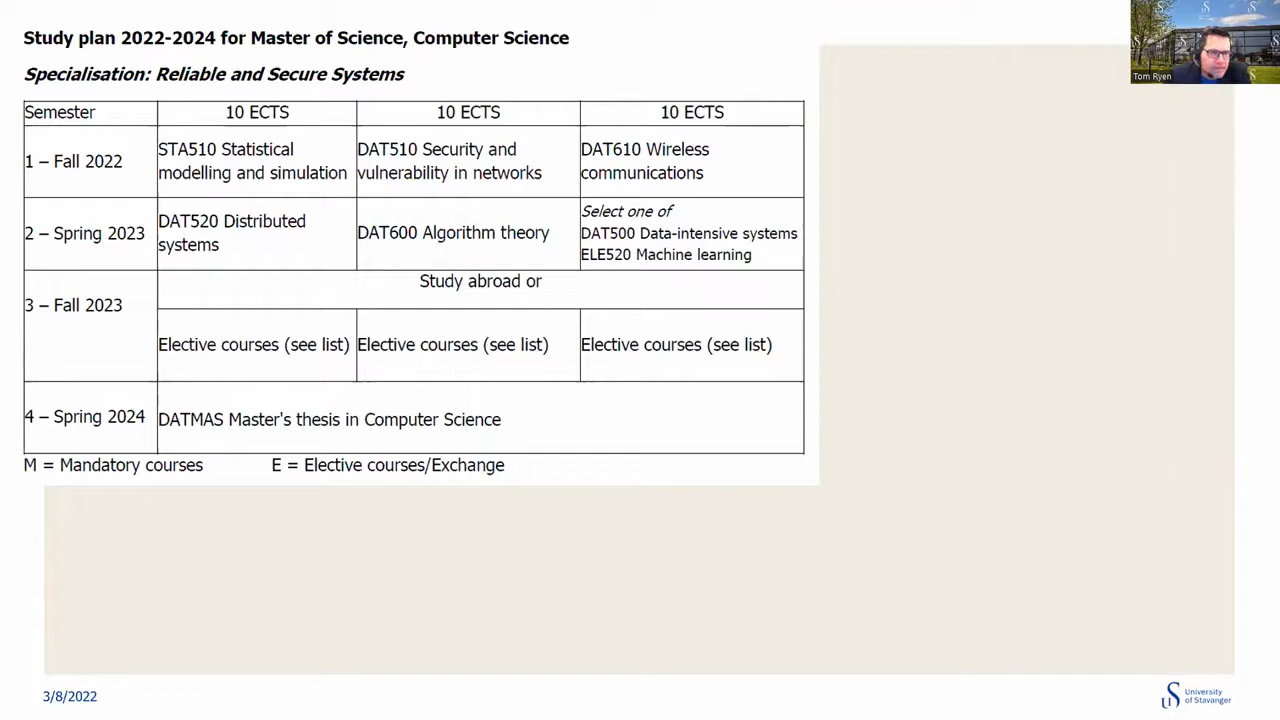 Study plan 2022-2024 for Master of Science, Computer Science
Specialisation: Reliable and Secure Systems
Semester 10 ECTS 10 ECTS 10 ECTS
1 – Fall 2022
STA510 Statistical
modelling and simulation
DAT510 Security and
vulnerability in networks
DAT610 Wireless
communications
2 – Spring 2023
DAT520 Distributed
systems
DAT600 Algorithm theory
Select one of
DAT500 Data-intensive systems
ELE520 Machine learning
3 – Fall 2023
Study abroad or
Elective courses (see list) Elective courses (see list) Elective courses (see list)
4 – Spring 2024
DATMAS Master's thesis in Computer Science
M = Mandatory courses E = Elective courses/Exchange
Tom Ryen
3/8/2022
University
of Stavanger